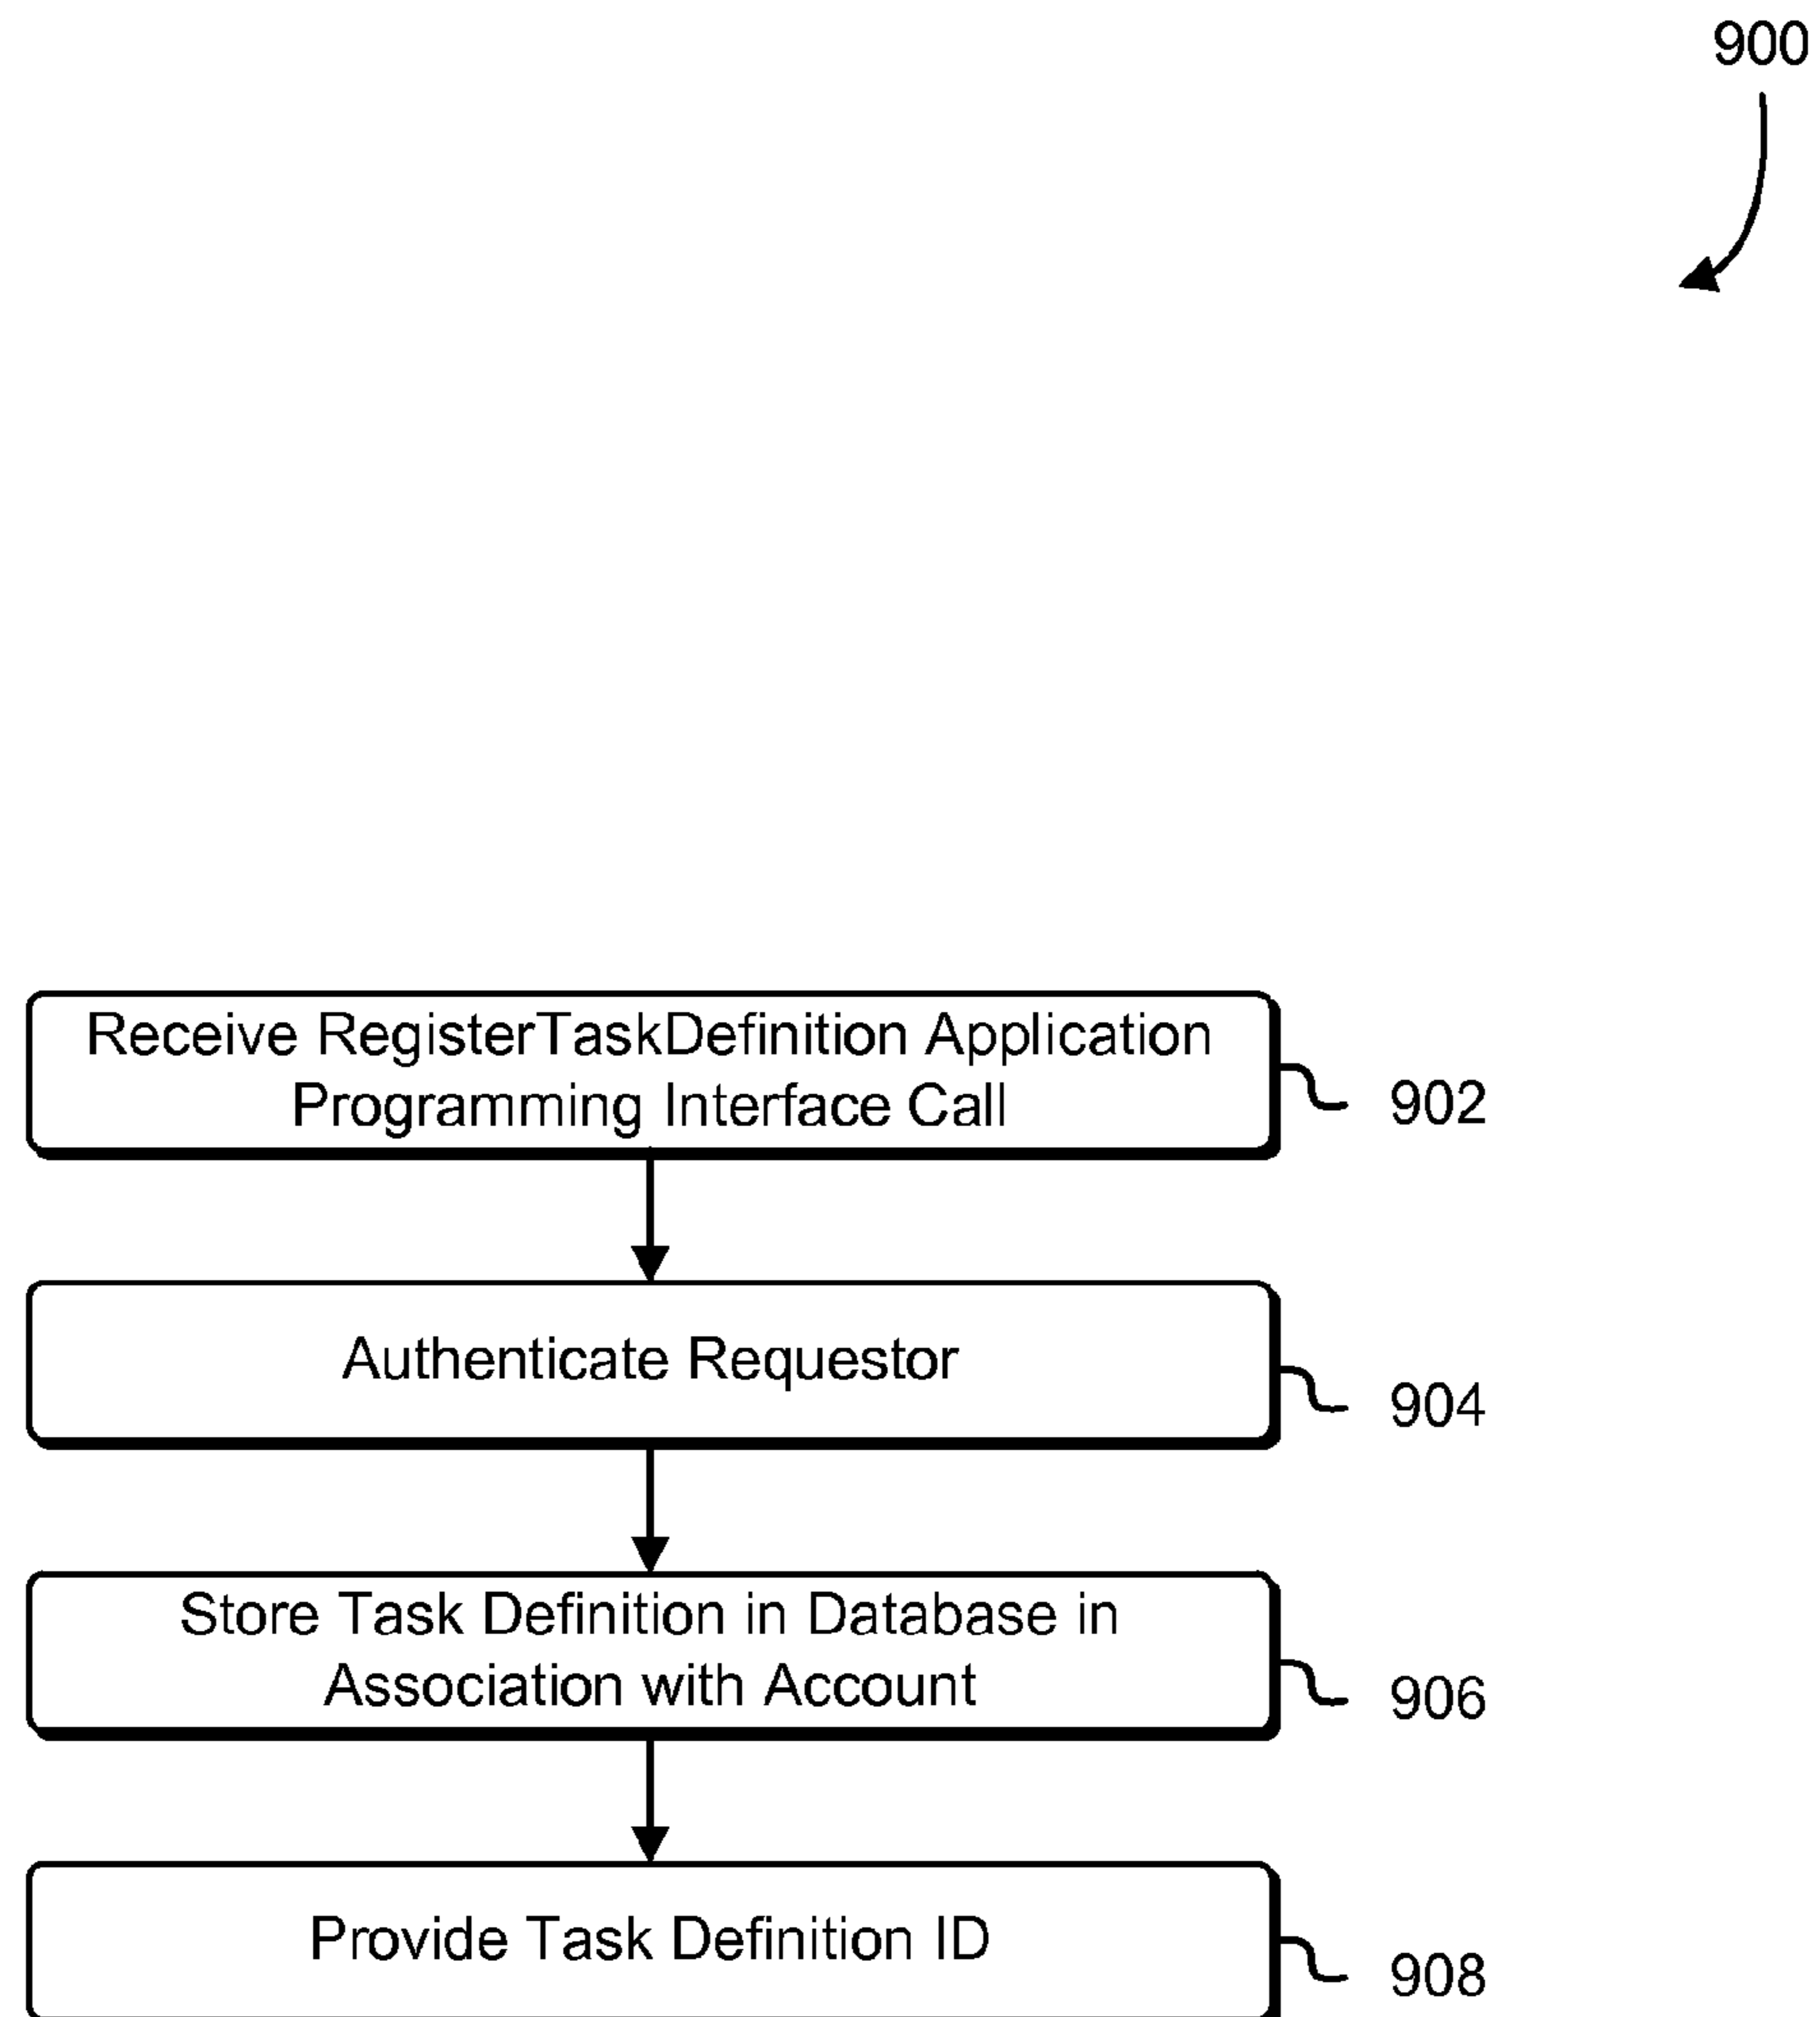 900
Receive RegisterTaskDefinition Application
Programming Interface Call
902
Authenticate Requestor
904
Store Task Definition in Database in
Association with Account
906
Provide Task Definition ID
908